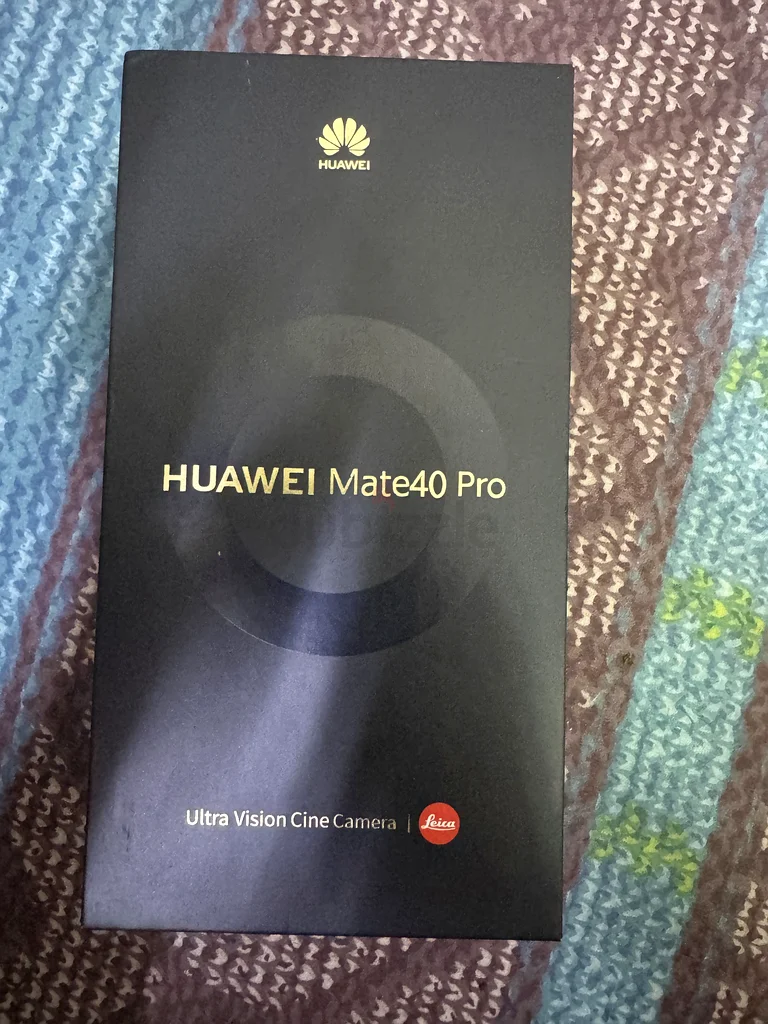 HUAWEI
HUAWEI Mate40 Pro
Ultra Vision Cine Camera | Leica